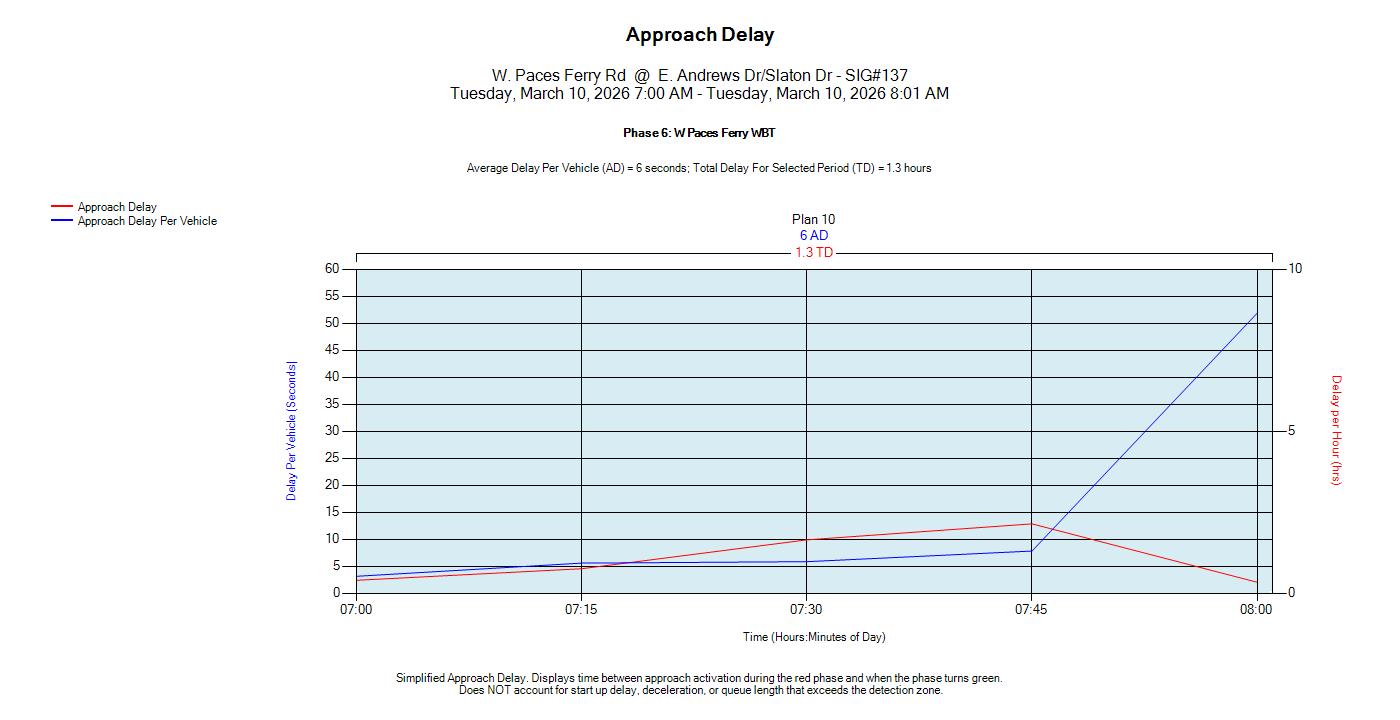 Approach Delay
W. Paces Ferry Rd @ E. Andrews Dr/Slaton Dr - SIG#137
Tuesday, March 10, 2026 7:00 AM - Tuesday, March 10, 2026 8:01 AM
Phase 6: W Paces Ferry WBT
Average Delay Per Vehicle (AD) = 6 seconds; Total Delay For Selected Period (TD) = 1.3 hours
Approach Delay
Approach Delay Per Vehicle
Plan 10
6 AD
1.3 TD
60
55
50
45
40
35
30
25
20
15
10
5
0
Delay Per Vehicle (Seconds)
10
5
0
Delay per Hour (hrs)
07:00 07:15 07:30 07:45 08:00
Time (Hours:Minutes of Day)
Simplified Approach Delay. Displays time between approach activation during the red phase and when the phase turns green.
Does NOT account for start up delay, deceleration, or queue length that exceeds the detection zone.